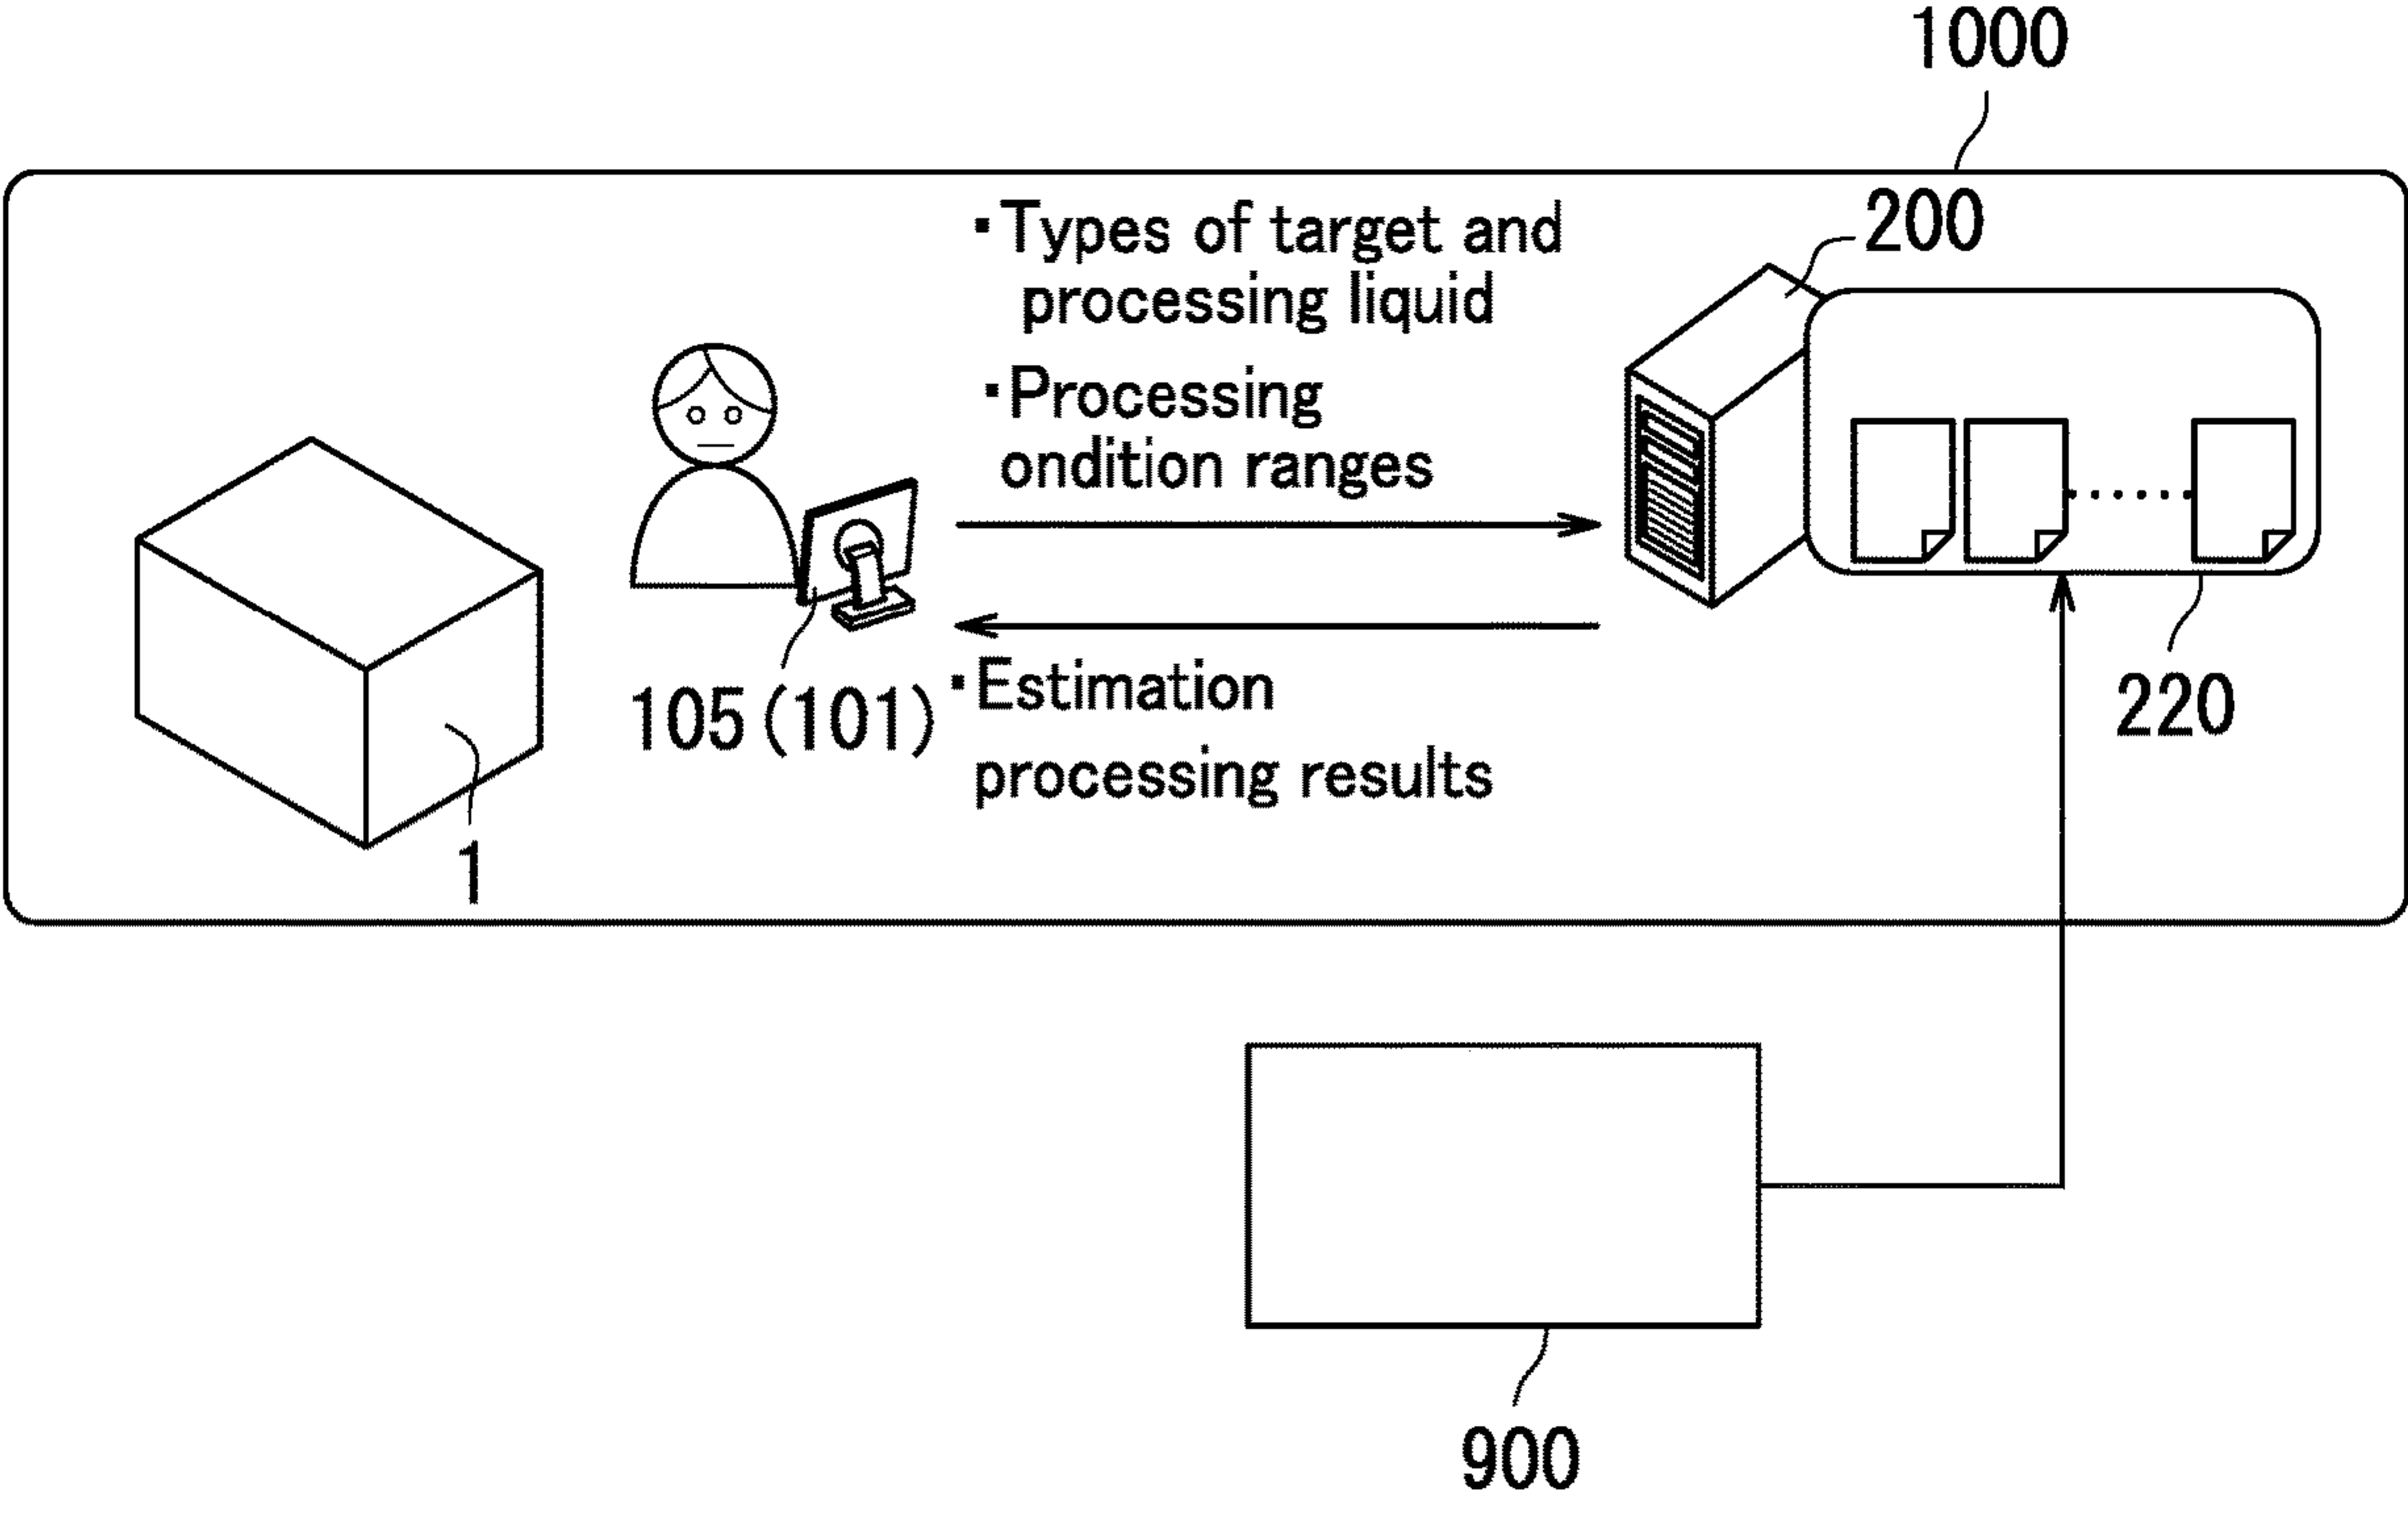 1000
200
・Types of target and
processing liquid
・Processing
ondition ranges
105 (101)
・Estimation
processing results
220
1
900